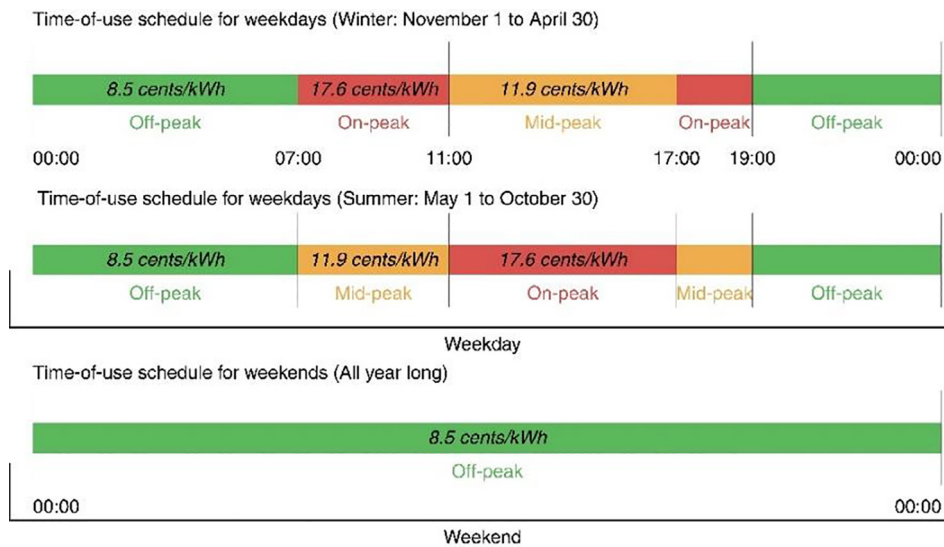 Time-of-use schedule for weekdays (Winter: November 1 to April 30)
8.5 cents/kWh 17.6 cents/kWh 11.9 cents/kWh
Off-peak On-peak Mid-peak On-peak Off-peak
00:00 07:00 11:00 17:00 19:00 00:00
Time-of-use schedule for weekdays (Summer: May 1 to October 30)
8.5 cents/kWh 11.9 cents/kWh 17.6 cents/kWh
Off-peak Mid-peak On-peak Mid-peak Off-peak
Weekday
Time-of-use schedule for weekends (All year long)
8.5 cents/kWh
Off-peak
00:00 00:00
Weekend